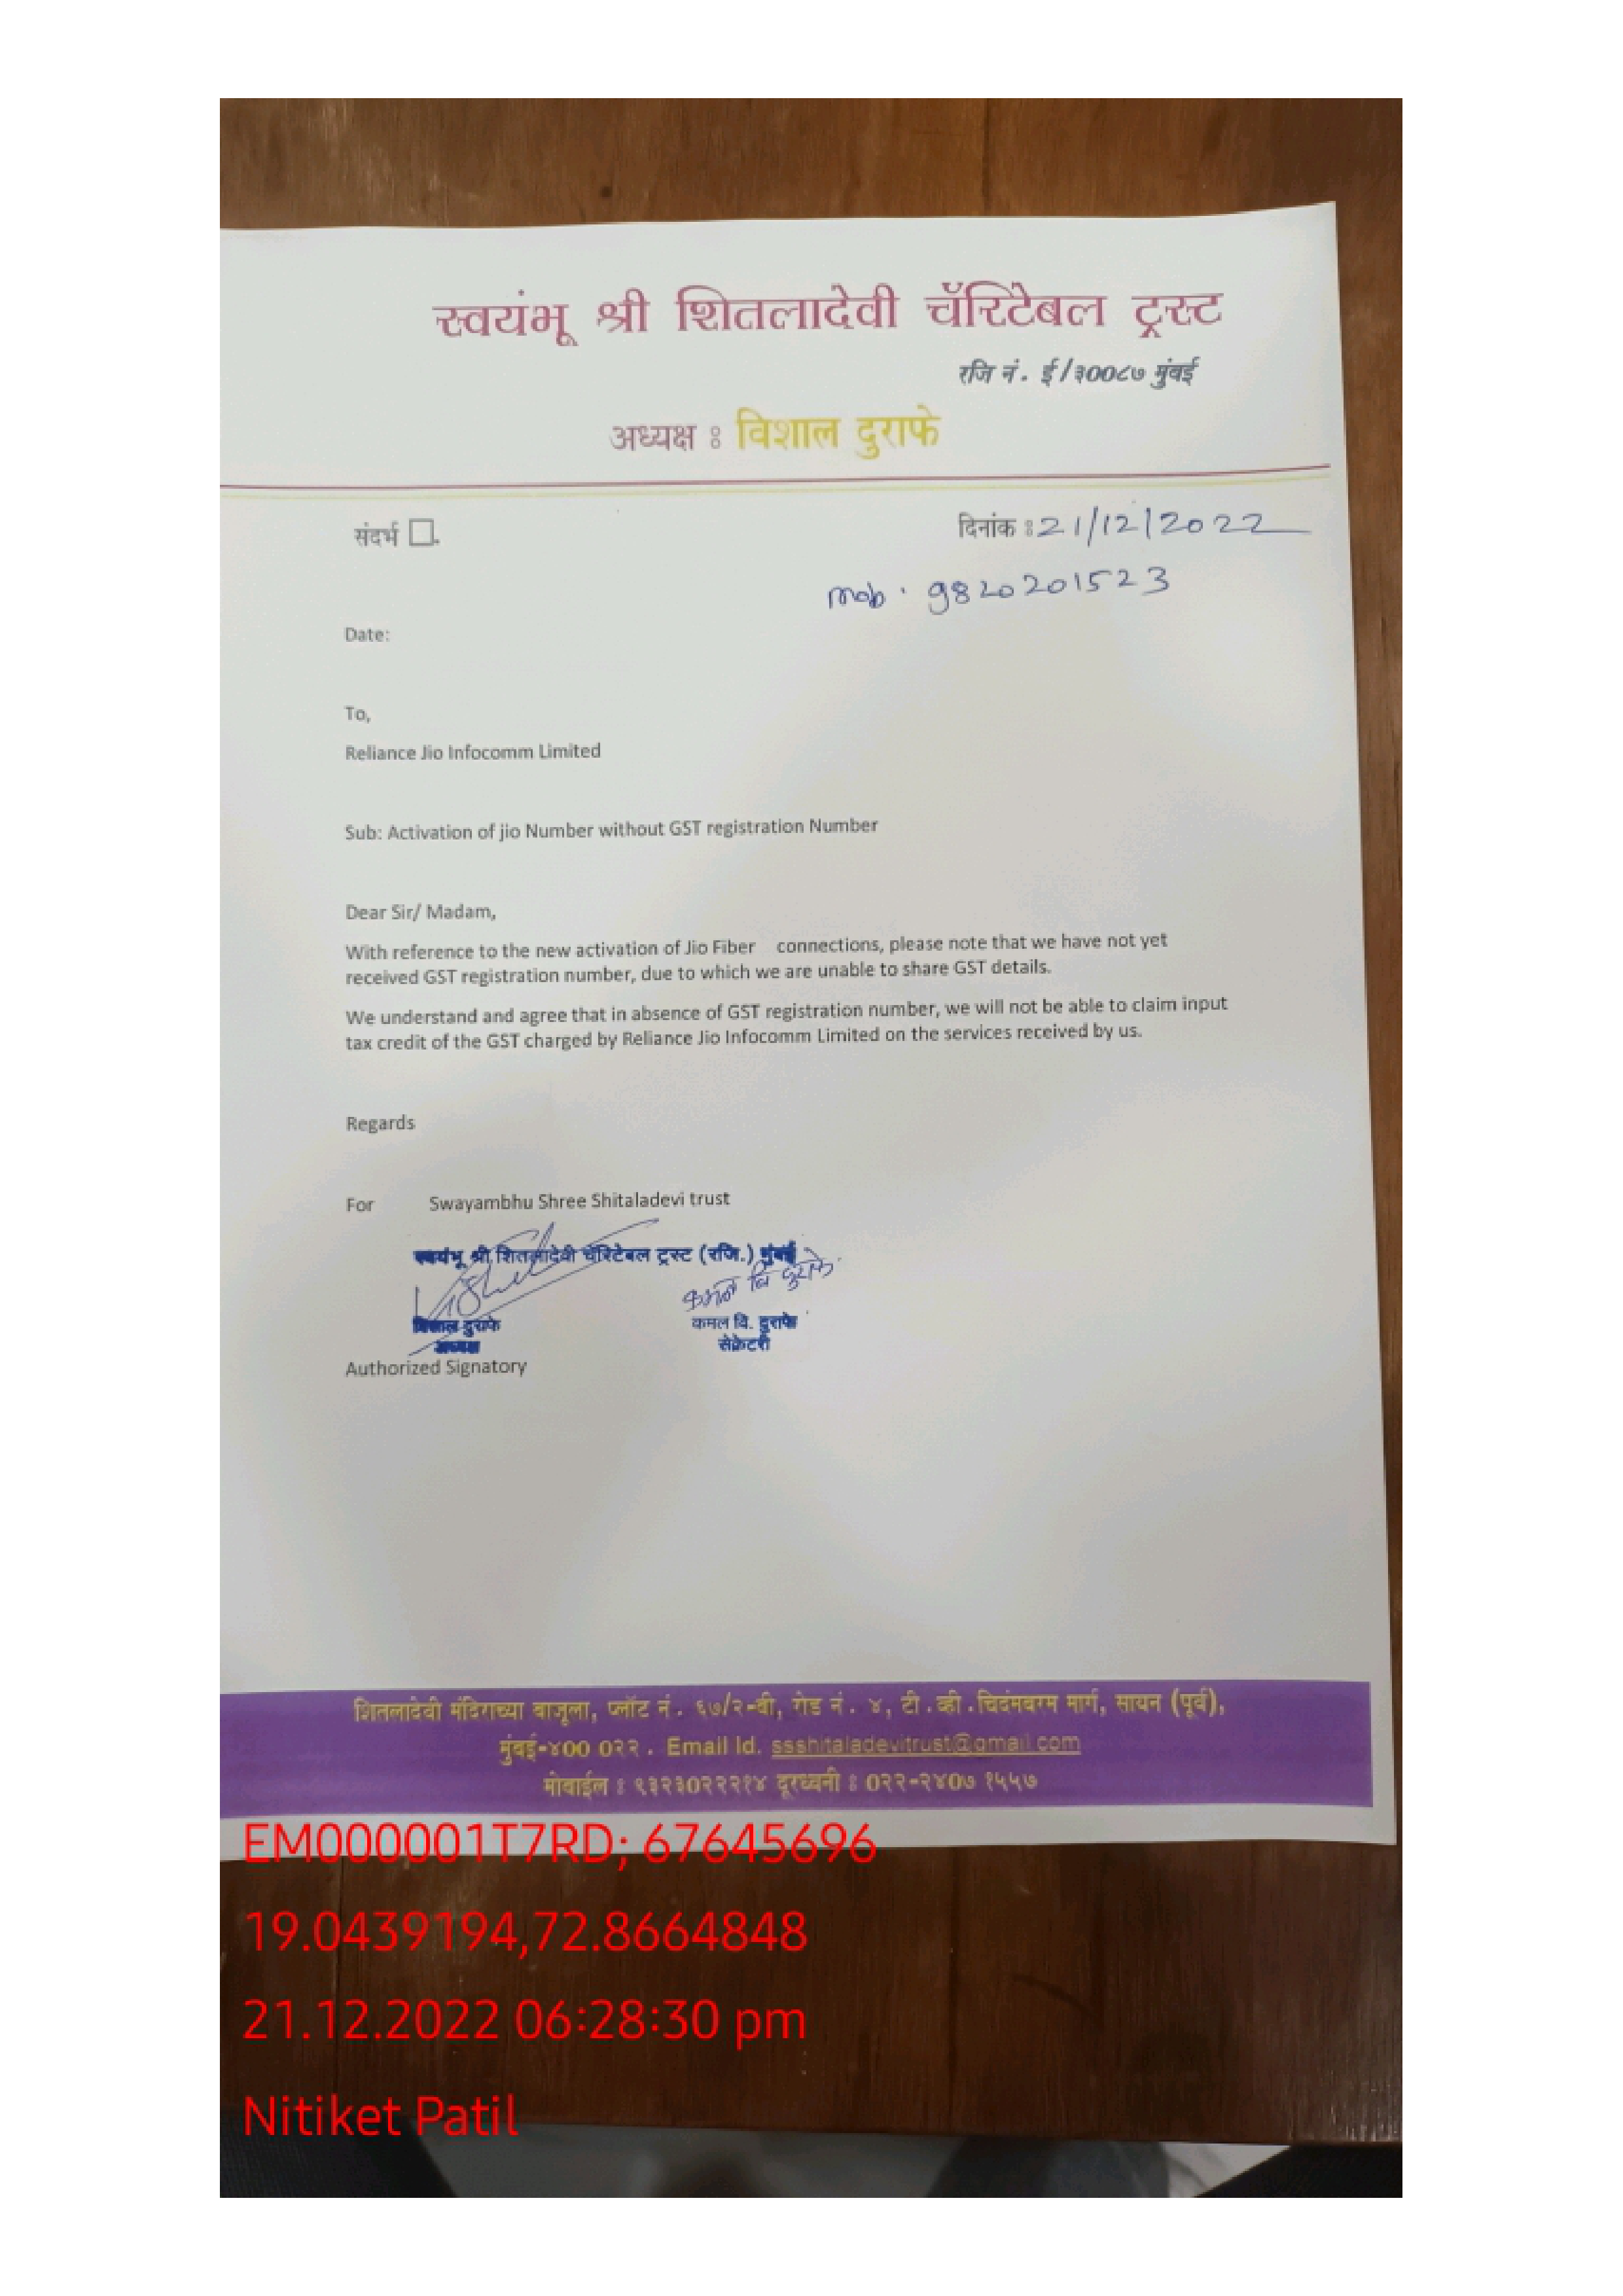 स्वयंभू श्री शितलादेवी चॅरिटेबल ट्रस्ट
रजि नं. ई/३००८७ मुंबई
अध्यक्ष : विशाल दुराफे
संदर्भ
दिनांक : 21/12/2022
Mob. 9820201523
Date:
To,
Reliance Jio Infocomm Limited
Sub: Activation of jio Number without GST registration Number
Dear Sir/ Madam,
With reference to the new activation of Jio Fiber connections, please note that we have not yet
received GST registration number, due to which we are unable to share GST details.
We understand and agree that in absence of GST registration number, we will not be able to claim input
tax credit of the GST charged by Reliance Jio Infocomm Limited on the services received by us.
Regards
For Swayambhu Shree Shitaladevi trust
स्वयंभू श्री शितलादेवी चॅरिटेबल ट्रस्ट (रजि.) मुंबई
कमल वि दुराफे
विशाल दुराफे कमल वि. दुराफे
अध्यक्ष सेक्रेटरी
Authorized Signatory
शितलादेवी मंदिराच्या बाजूला, प्लॉट नं. ६७/२-बी, रोड नं. ४, टी.व्ही.चिदंमबरम मार्ग, सायन (पूर्व),
मुंबई-४०० ०२२. Email Id. ssshitaladevitrust@gmail.com
मोबाईल : ९३२३०२२२१४ दूरध्वनी : ०२२-२४०७ १५५७
EM000001T7RD; 67645696
19.0439194,72.8664848
21.12.2022 06:28:30 pm
Nitiket Patil